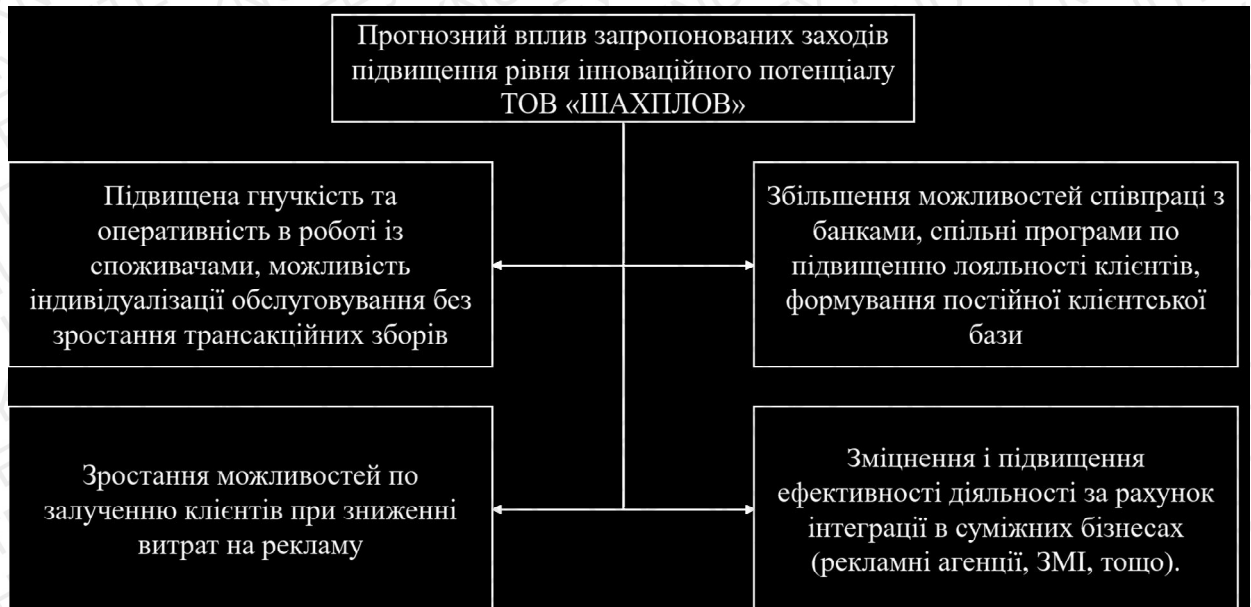 Прогнозний вплив запропонованих заходів
підвищення рівня інноваційного потенціалу
ТОВ «ШАХПЛОВ»
Підвищена гнучкість та
оперативність в роботі із
споживачами, можливість
індивідуалізації обслуговування без
зростання трансакційних зборів
Збільшення можливостей співпраці з
банками, спільні програми по
підвищенню лояльності клієнтів,
формування постійної клієнтської
бази
Зростання можливостей по
залученню клієнтів при зниженні
витрат на рекламу
Зміцнення і підвищення
ефективності діяльності за рахунок
інтеграції в суміжних бізнесах
(рекламні агенції, ЗМІ, тощо).